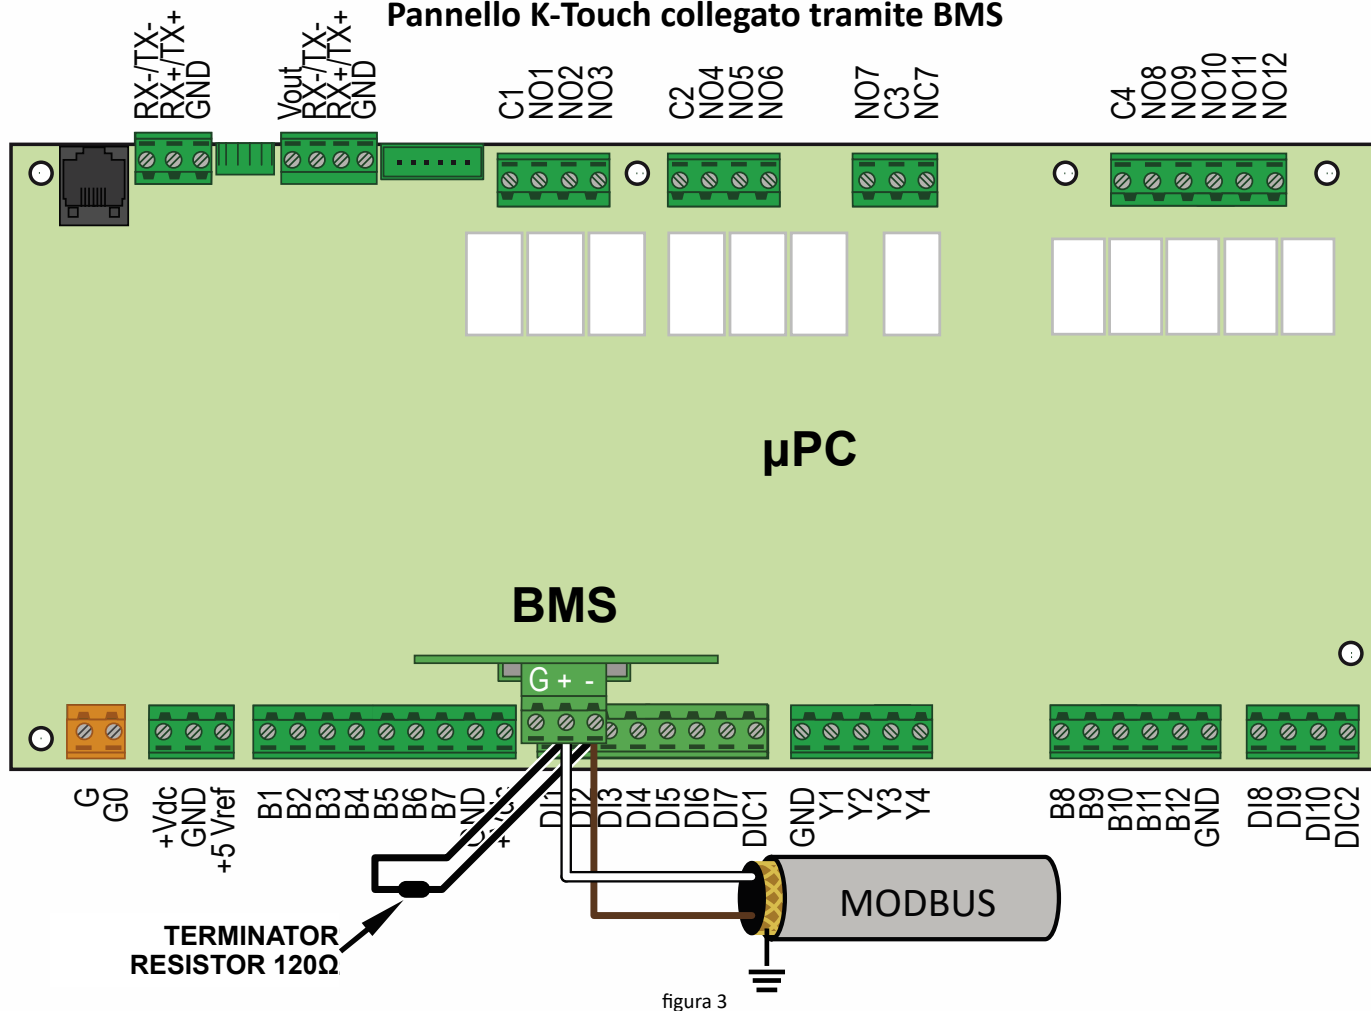 Pannello K-Touch collegato tramite BMS
RX-/TX-
RX+/TX+
GND
Vout
RX-/TX-
RX+/TX+
GND
C1
NO1
NO2
NO3
C2
NO4
NO5
NO6
NO7
C3
NC7
C4
NO8
NO9
NO10
NO11
NO12
µPC
BMS
G + -
G
G0
+Vdc
GND
+5 Vref
B1
B2
B3
B4
B5
B6
B7
GND
DI1
DI2
DI3
DI4
DI5
DI6
DI7
DIC1
GND
Y1
Y2
Y3
Y4
B8
B9
B10
B11
B12
GND
DI8
DI9
DI10
DIC2
MODBUS
TERMINATOR
RESISTOR 120Ω
figura 3